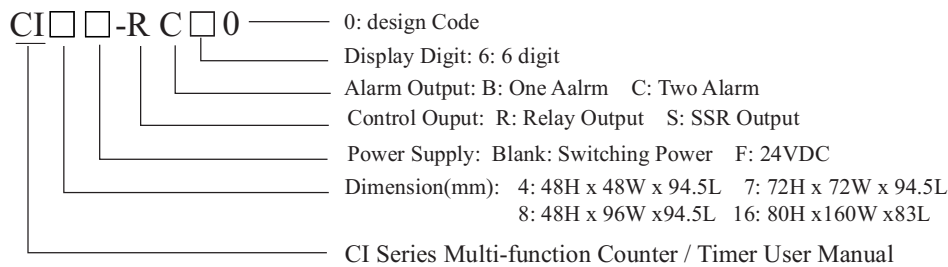 CI□ □-R C □ 0
0: design Code
Display Digit: 6: 6 digit
Alarm Output: B: One Aalrm C: Two Alarm
Control Ouput: R: Relay Output S: SSR Output
Power Supply: Blank: Switching Power F: 24VDC
Dimension(mm): 4: 48H x 48W x 94.5L 7: 72H x 72W x 94.5L
8: 48H x 96W x94.5L 16: 80H x160W x83L
CI Series Multi-function Counter / Timer User Manual